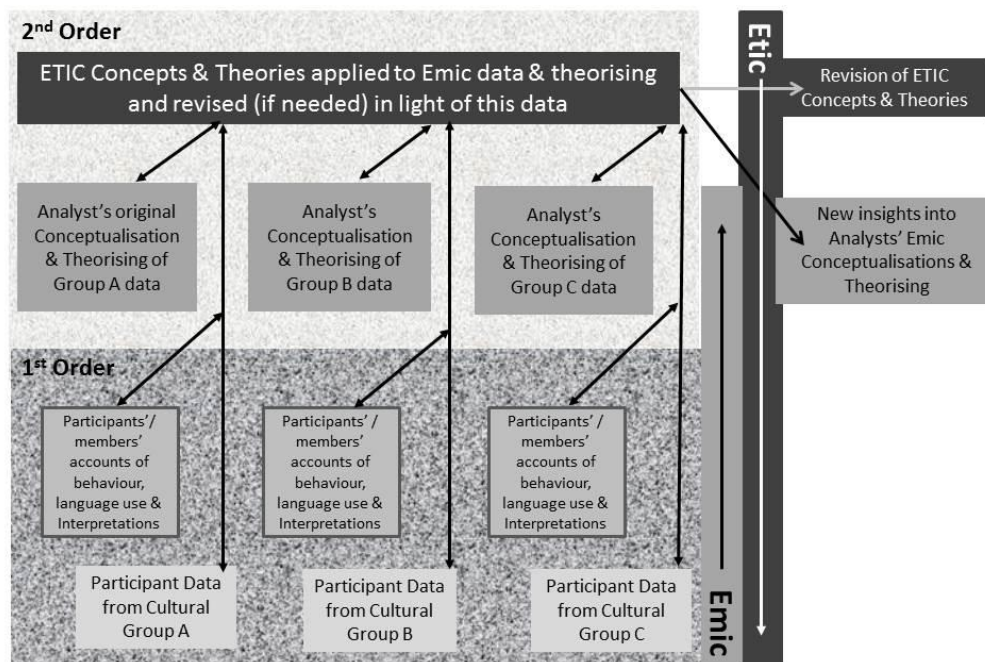 2nd Order
ETIC Concepts & Theories applied to Emic data & theorising
and revised (if needed) in light of this data
Etic
Revision of ETIC
Concepts & Theories
Analyst's original
Conceptualisation
& Theorising of
Group A data
Analyst's
Conceptualisation
& Theorising of
Group B data
Analyst's
Conceptualisation
& Theorising of
Group C data
New insights into
Analysts' Emic
Conceptualisations &
Theorising
1st Order
Participants' /
members'
accounts of
behaviour,
language use &
Interpretations
Participants' /
members'
accounts of
behaviour,
language use &
Interpretations
Participants' /
members'
accounts of
behaviour,
language use &
Interpretations
Participant Data
from Cultural
Group A
Participant Data
from Cultural
Group B
Participant Data
from Cultural
Group C
Emic